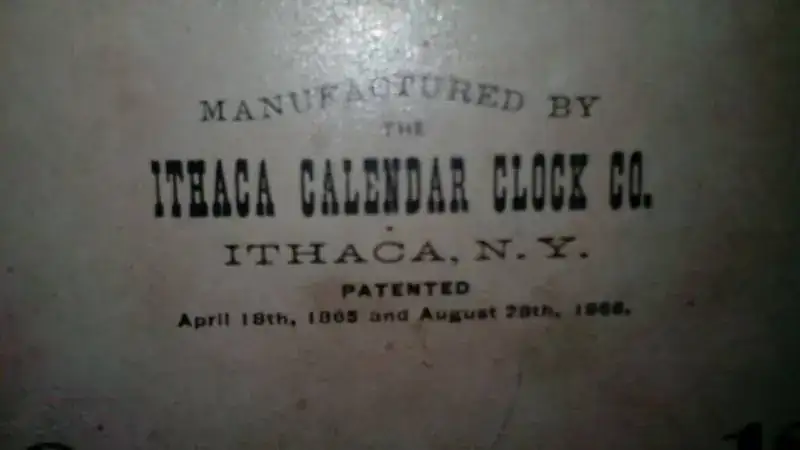 MANUFACTURED BY
THE
ITHACA CALENDAR CLOCK CO.
ITHACA, N. Y.
PATENTED
April 18th, 1865 and August 28th, 1866.